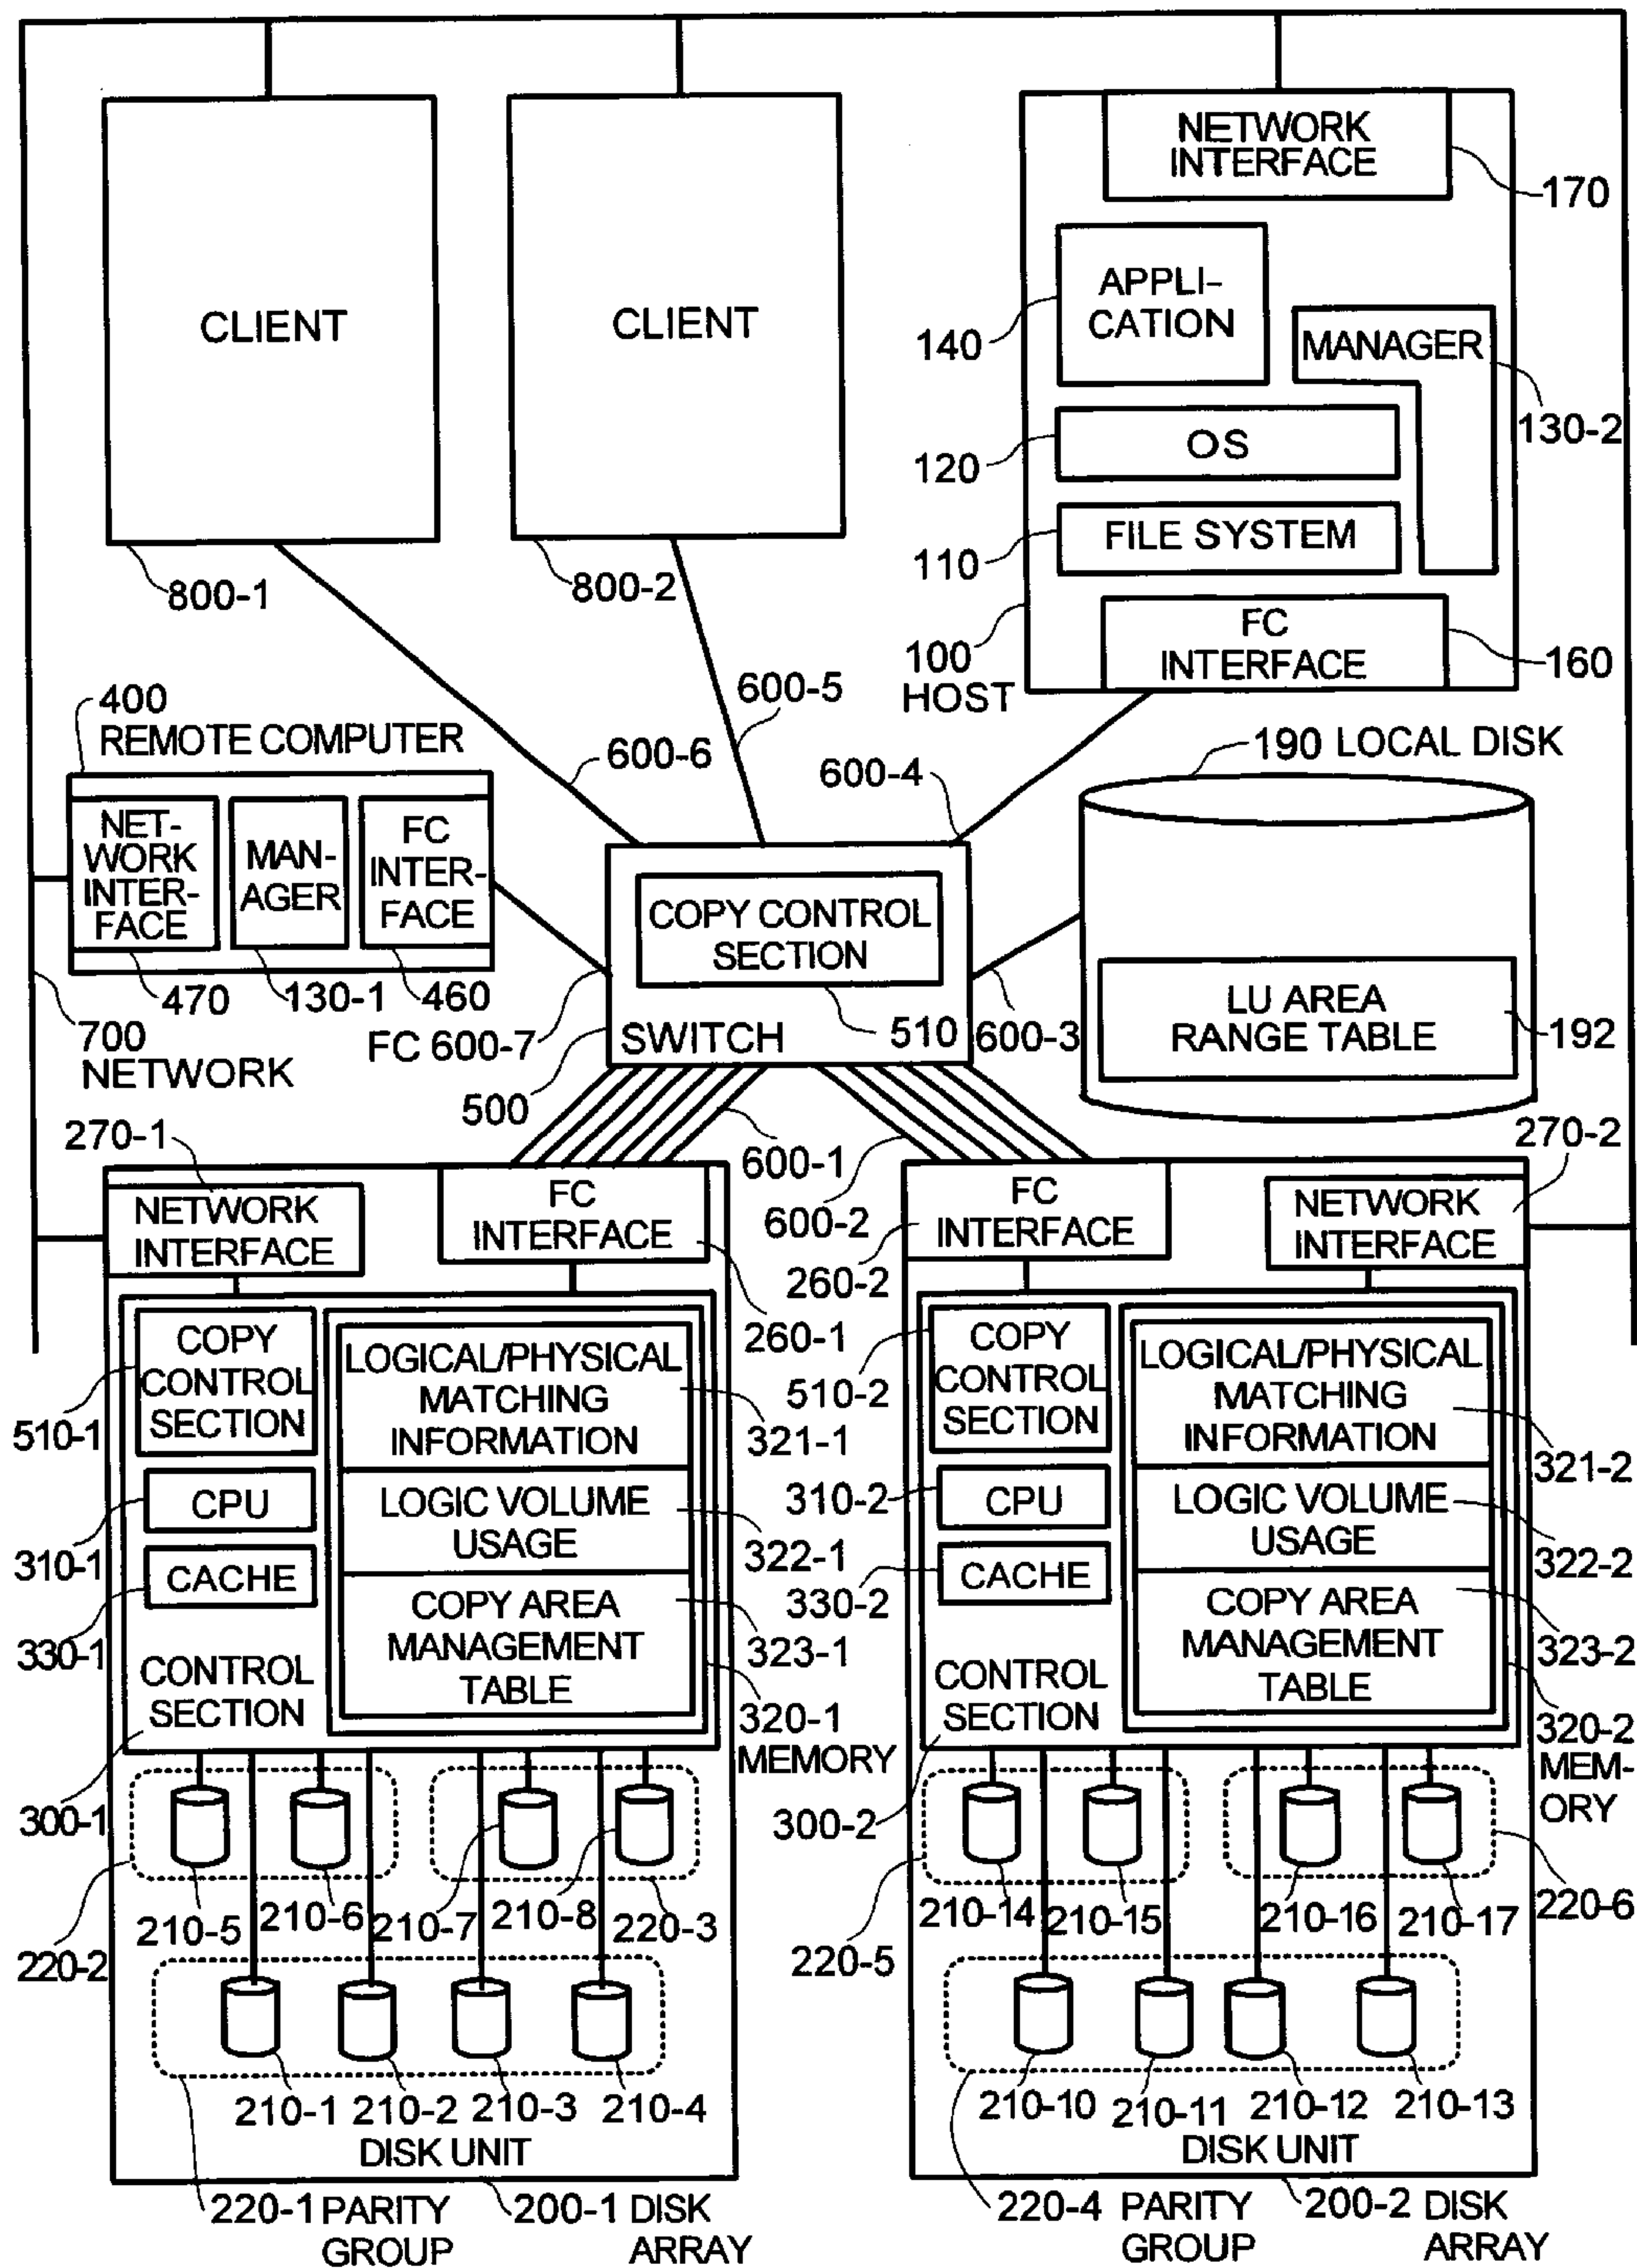 NETWORK
INTERFACE
170
APPLI-
CATION
140
MANAGER
130-2
CLIENT
CLIENT
OS
120
FILE SYSTEM
110
800-1
800-2
FC
INTERFACE
160
100
HOST
600-5
400
REMOTE COMPUTER
600-6
600-4
190 LOCAL DISK
NET-
WORK
INTER-
FACE
MAN-
AGER
FC
INTER-
FACE
COPY CONTROL
SECTION
470
130-1
460
LU AREA
RANGE TABLE
192
510
600-3
FC 600-7
SWITCH
700
NETWORK
500
270-1
600-1
270-2
600-2
NETWORK
INTERFACE
FC
INTERFACE
FC
INTERFACE
NETWORK
INTERFACE
260-2
260-1
COPY
CONTROL
SECTION
510-1
LOGICAL/PHYSICAL
MATCHING
INFORMATION
321-1
CPU
310-1
LOGIC VOLUME
USAGE
322-1
CACHE
330-1
COPY AREA
MANAGEMENT
TABLE
323-1
CONTROL
SECTION
320-1
MEMORY
300-1
COPY
CONTROL
SECTION
510-2
LOGICAL/PHYSICAL
MATCHING
INFORMATION
321-2
CPU
310-2
LOGIC VOLUME
USAGE
322-2
CACHE
330-2
COPY AREA
MANAGEMENT
TABLE
323-2
CONTROL
SECTION
320-2
MEM-
ORY
300-2
210-5
210-6
210-7
210-8
220-3
220-2
210-14
210-15
210-16
210-17
220-6
220-5
210-1
210-2
210-3
210-4
DISK UNIT
210-10
210-11
210-12
210-13
DISK UNIT
220-1 PARITY
GROUP
200-1 DISK
ARRAY
220-4 PARITY
GROUP
200-2 DISK
ARRAY